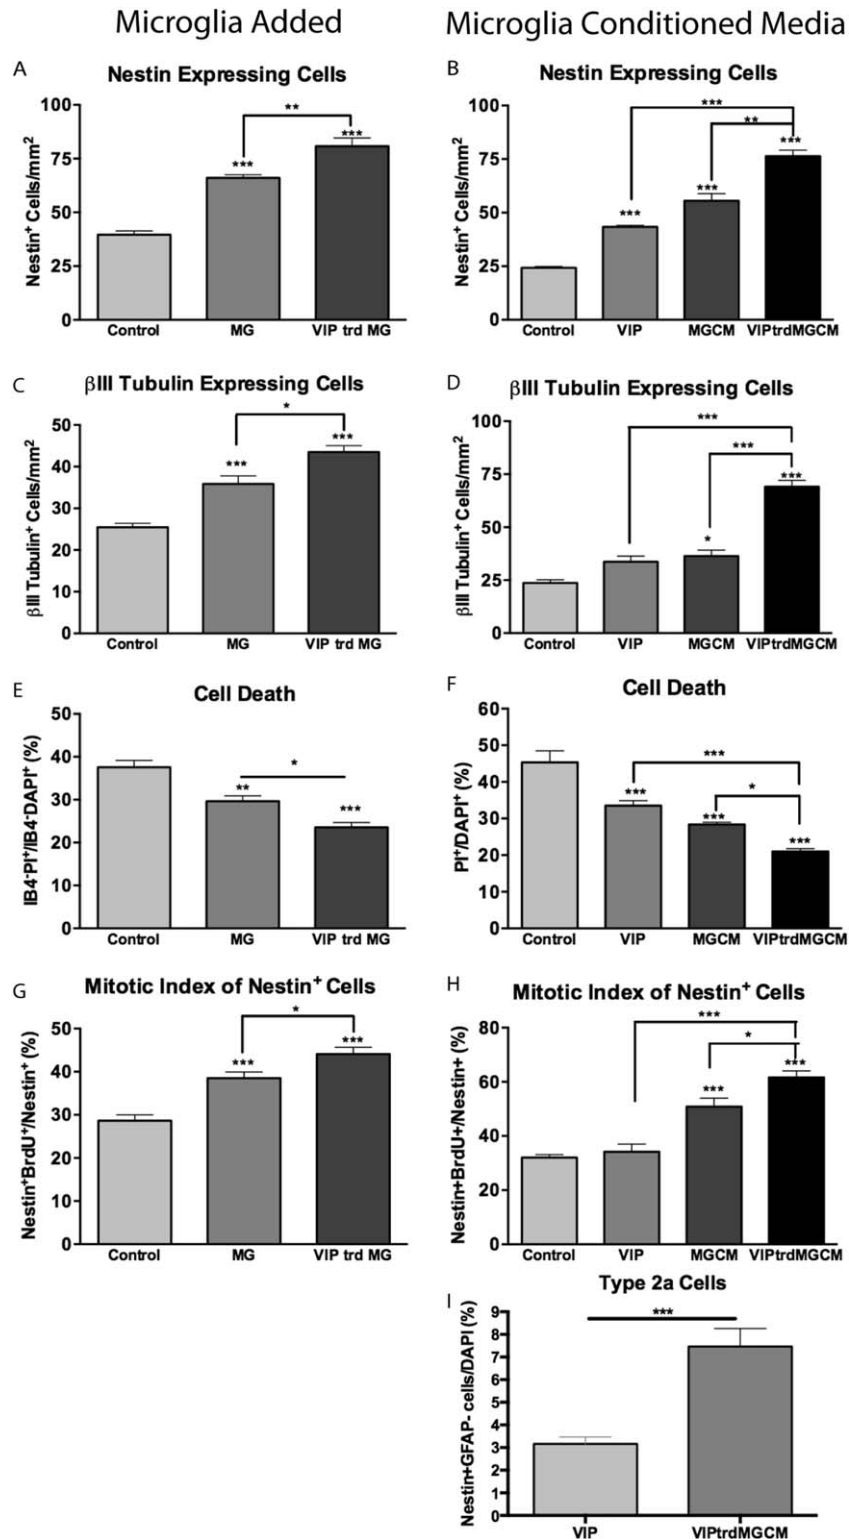 Microglia Added
Microglia Conditioned Media
A
Nestin Expressing Cells
Nestin+ Cells/mm2
100
75
50
25
0
***
***
**
Control MG VIP trd MG
B
Nestin Expressing Cells
Nestin+ Cells/mm2
100
75
50
25
0
***
**
***
***
***
Control VIP MGCM VIPtrdMGCM
C
βIII Tubulin Expressing Cells
βIII Tubulin+ Cells/mm2
50
40
30
20
10
0
*
***
***
Control MG VIP trd MG
D
βIII Tubulin Expressing Cells
βIII Tubulin+ Cells/mm2
100
75
50
25
0
***
***
***
*
Control VIP MGCM VIPtrdMGCM
E
Cell Death
IB4-PI+/IB4-DAPI+ (%)
50
40
30
20
10
0
*
**
***
Control MG VIP trd MG
F
Cell Death
PI+/DAPI+ (%)
60
50
40
30
20
10
0
***
*
***
***
***
Control VIP MGCM VIPtrdMGCM
G
Mitotic Index of Nestin+ Cells
Nestin+BrdU+/Nestin+ (%)
50
40
30
20
10
0
*
***
***
Control MG VIP trd MG
H
Mitotic Index of Nestin+ Cells
Nestin+BrdU+/Nestin+ (%)
80
60
40
20
0
***
*
***
***
Control VIP MGCM VIPtrdMGCM
I
Type 2a Cells
Nestin+GFAP- cells/DAPI (%)
9
8
7
6
5
4
3
2
1
0
***
VIP VIPtrdMGCM